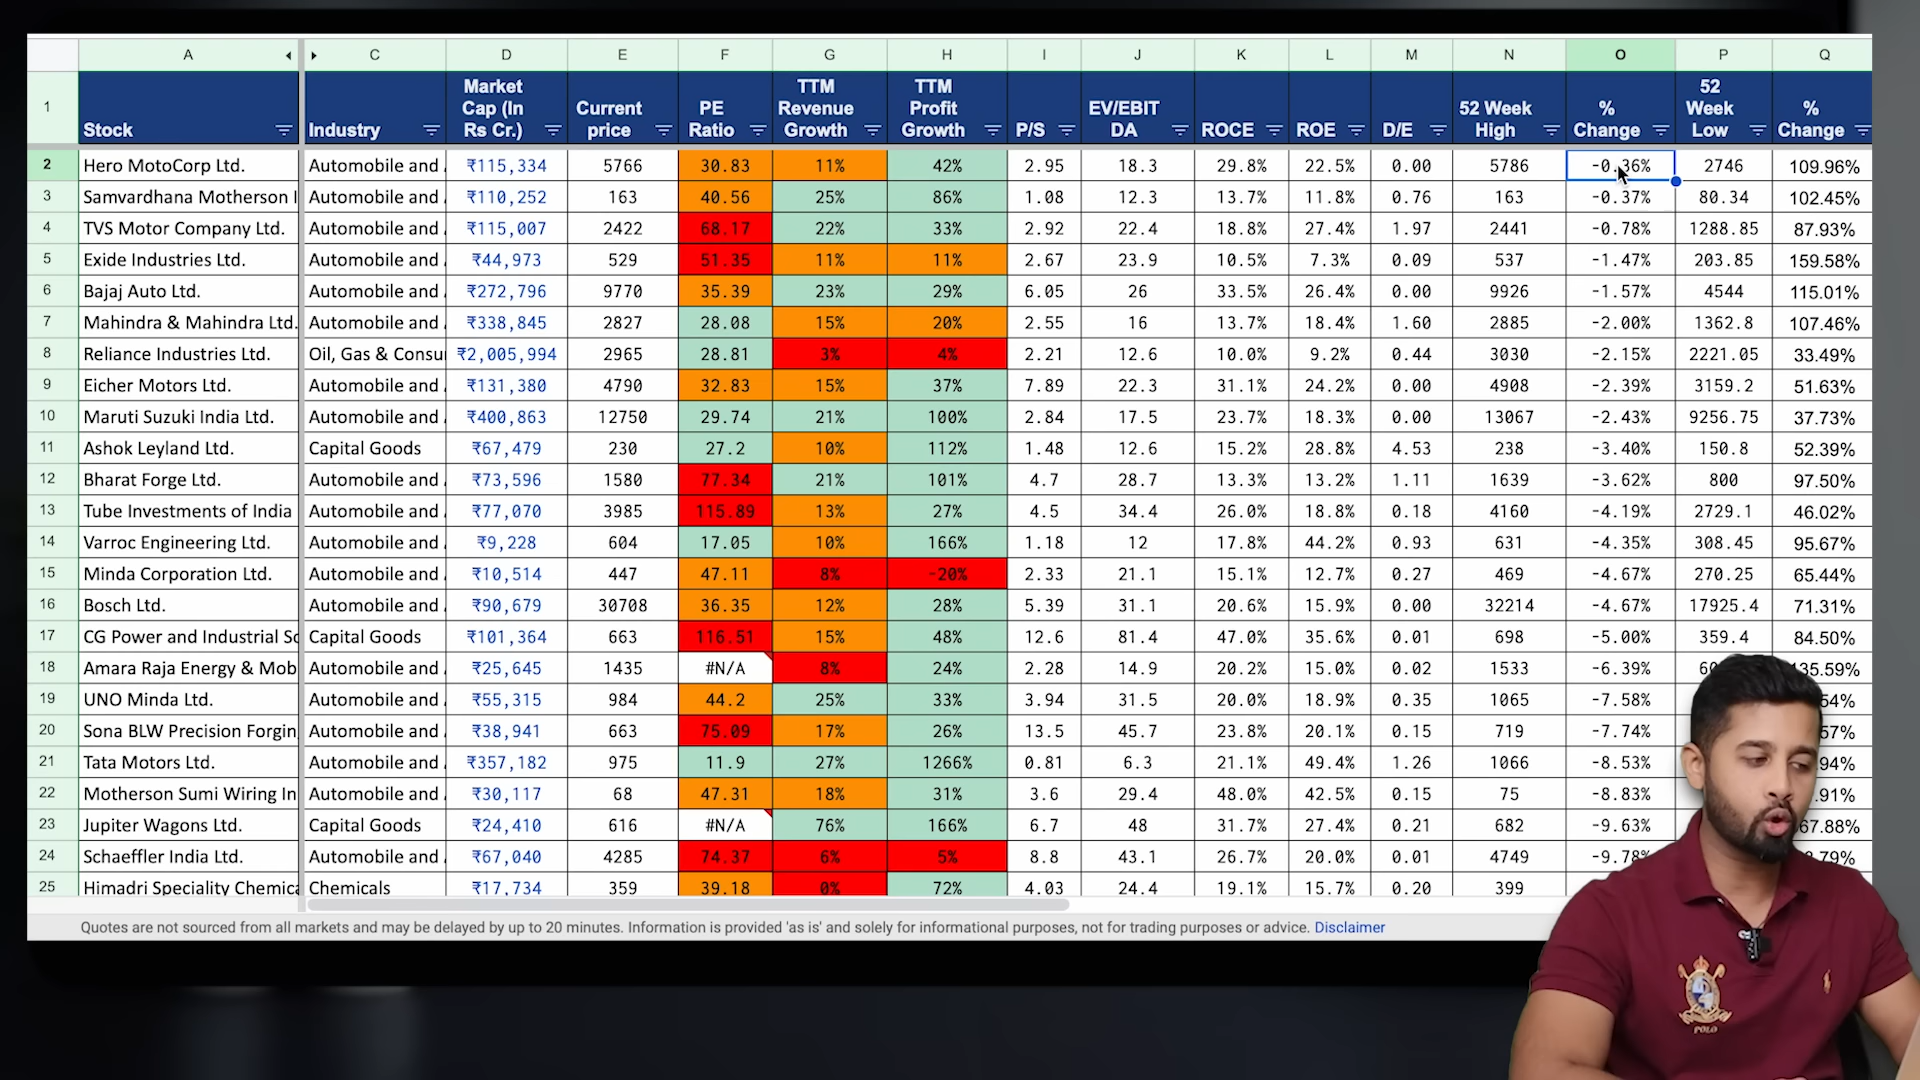 A C D E F G H I J K L M N O P Q
1 Stock Industry Market Cap (In Rs Cr.) Current price PE Ratio TTM Revenue Growth TTM Profit Growth P/S EV/EBIT DA ROCE ROE D/E 52 Week High % Change 52 Week Low % Change
2 Hero MotoCorp Ltd. Automobile and ₹115,334 5766 30.83 11% 42% 2.95 18.3 29.8% 22.5% 0.00 5786 -0.36% 2746 109.96%
3 Samvardhana Motherson I Automobile and ₹110,252 163 40.56 25% 86% 1.08 12.3 13.7% 11.8% 0.76 163 -0.37% 80.34 102.45%
4 TVS Motor Company Ltd. Automobile and ₹115,007 2422 68.17 22% 33% 2.92 22.4 18.8% 27.4% 1.97 2441 -0.78% 1288.85 87.93%
5 Exide Industries Ltd. Automobile and ₹44,973 529 51.35 11% 11% 2.67 23.9 10.5% 7.3% 0.09 537 -1.47% 203.85 159.58%
6 Bajaj Auto Ltd. Automobile and ₹272,796 9770 35.39 23% 29% 6.05 26 33.5% 26.4% 0.00 9926 -1.57% 4544 115.01%
7 Mahindra & Mahindra Ltd. Automobile and ₹338,845 2827 28.08 15% 20% 2.55 16 13.7% 18.4% 1.60 2885 -2.00% 1362.8 107.46%
8 Reliance Industries Ltd. Oil, Gas & Consu ₹2,005,994 2965 28.81 3% 4% 2.21 12.6 10.0% 9.2% 0.44 3030 -2.15% 2221.05 33.49%
9 Eicher Motors Ltd. Automobile and ₹131,380 4790 32.83 15% 37% 7.89 22.3 31.1% 24.2% 0.00 4908 -2.39% 3159.2 51.63%
10 Maruti Suzuki India Ltd. Automobile and ₹400,863 12750 29.74 21% 100% 2.84 17.5 23.7% 18.3% 0.00 13067 -2.43% 9256.75 37.73%
11 Ashok Leyland Ltd. Capital Goods ₹67,479 230 27.2 10% 112% 1.48 12.6 15.2% 28.8% 4.53 238 -3.40% 150.8 52.39%
12 Bharat Forge Ltd. Automobile and ₹73,596 1580 77.34 21% 101% 4.7 28.7 13.3% 13.2% 1.11 1639 -3.62% 800 97.50%
13 Tube Investments of India Automobile and ₹77,070 3985 115.89 13% 27% 4.5 34.4 26.0% 18.8% 0.18 4160 -4.19% 2729.1 46.02%
14 Varroc Engineering Ltd. Automobile and ₹9,228 604 17.05 10% 166% 1.18 12 17.8% 44.2% 0.93 631 -4.35% 308.45 95.67%
15 Minda Corporation Ltd. Automobile and ₹10,514 447 47.11 8% -20% 2.33 21.1 15.1% 12.7% 0.27 469 -4.67% 270.25 65.44%
16 Bosch Ltd. Automobile and ₹90,679 30708 36.35 12% 28% 5.39 31.1 20.6% 15.9% 0.00 32214 -4.67% 17925.4 71.31%
17 CG Power and Industrial So Capital Goods ₹101,364 663 116.51 15% 48% 12.6 81.4 47.0% 35.6% 0.01 698 -5.00% 359.4 84.50%
18 Amara Raja Energy & Mob Automobile and ₹25,645 1435 #N/A 8% 24% 2.28 14.9 20.2% 15.0% 0.02 1533 -6.39% 35.59%
19 UNO Minda Ltd. Automobile and ₹55,315 984 44.2 25% 33% 3.94 31.5 20.0% 18.9% 0.35 1065 -7.58% 54%
20 Sona BLW Precision Forgin Automobile and ₹38,941 663 75.09 17% 26% 13.5 45.7 23.8% 20.1% 0.15 719 -7.74% 57%
21 Tata Motors Ltd. Automobile and ₹357,182 975 11.9 27% 1266% 0.81 6.3 21.1% 49.4% 1.26 1066 -8.53% 94%
22 Motherson Sumi Wiring In Automobile and ₹30,117 68 47.31 18% 31% 3.6 29.4 48.0% 42.5% 0.15 75 -8.83% .91%
23 Jupiter Wagons Ltd. Capital Goods ₹24,410 616 #N/A 76% 166% 6.7 48 31.7% 27.4% 0.21 682 -9.63% 67.88%
24 Schaeffler India Ltd. Automobile and ₹67,040 4285 74.37 6% 5% 8.8 43.1 26.7% 20.0% 0.01 4749 -9.78% .79%
25 Himadri Speciality Chemica Chemicals ₹17,734 359 39.18 0% 72% 4.03 24.4 19.1% 15.7% 0.20 399
Quotes are not sourced from all markets and may be delayed by up to 20 minutes. Information is provided 'as is' and solely for informational purposes, not for trading purposes or advice. Disclaimer
POLO